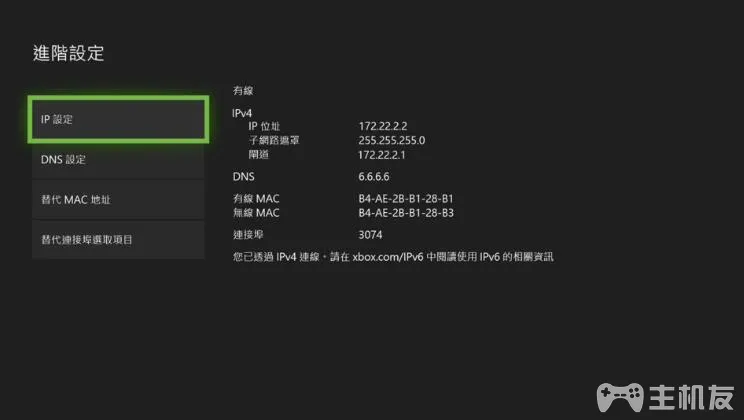 進階設定
IP 設定
DNS 設定
替代 MAC 地址
替代連接埠選取項目
有線
IPv4
IP 位址 172.22.2.2
子網路遮罩 255.255.255.0
閘道 172.22.2.1
DNS 6.6.6.6
有線 MAC B4-AE-2B-B1-28-B1
無線 MAC B4-AE-2B-B1-28-B3
連接埠 3074
您已透過 IPv4 連線。請在 xbox.com/IPv6 中閱讀使用 IPv6 的相關資訊
主机友